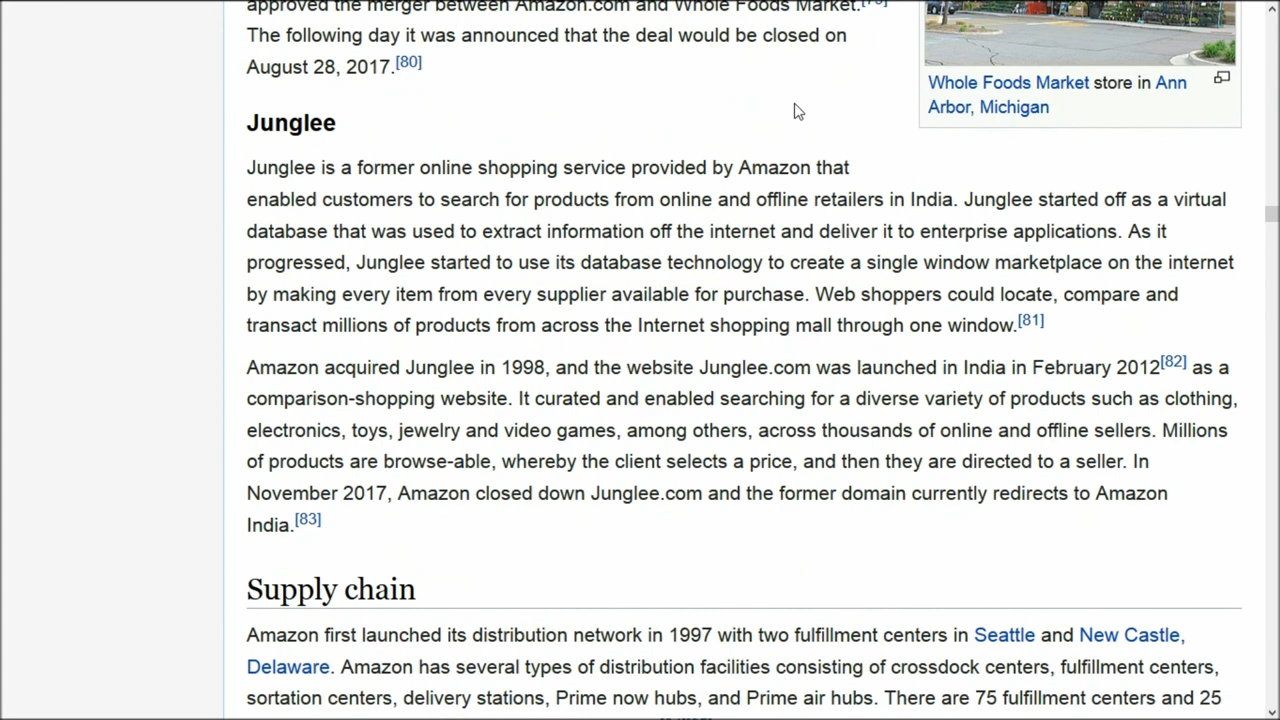 approved the merger between Amazon.com and Whole Foods Market.
The following day it was announced that the deal would be closed on
August 28, 2017.[80]
Whole Foods Market store in Ann
Arbor, Michigan
Junglee
Junglee is a former online shopping service provided by Amazon that
enabled customers to search for products from online and offline retailers in India. Junglee started off as a virtual
database that was used to extract information off the internet and deliver it to enterprise applications. As it
progressed, Junglee started to use its database technology to create a single window marketplace on the internet
by making every item from every supplier available for purchase. Web shoppers could locate, compare and
transact millions of products from across the Internet shopping mall through one window.[81]
Amazon acquired Junglee in 1998, and the website Junglee.com was launched in India in February 2012[82] as a
comparison-shopping website. It curated and enabled searching for a diverse variety of products such as clothing,
electronics, toys, jewelry and video games, among others, across thousands of online and offline sellers. Millions
of products are browse-able, whereby the client selects a price, and then they are directed to a seller. In
November 2017, Amazon closed down Junglee.com and the former domain currently redirects to Amazon
India.[83]
Supply chain
Amazon first launched its distribution network in 1997 with two fulfillment centers in Seattle and New Castle,
Delaware. Amazon has several types of distribution facilities consisting of crossdock centers, fulfillment centers,
sortation centers, delivery stations, Prime now hubs, and Prime air hubs. There are 75 fulfillment centers and 25